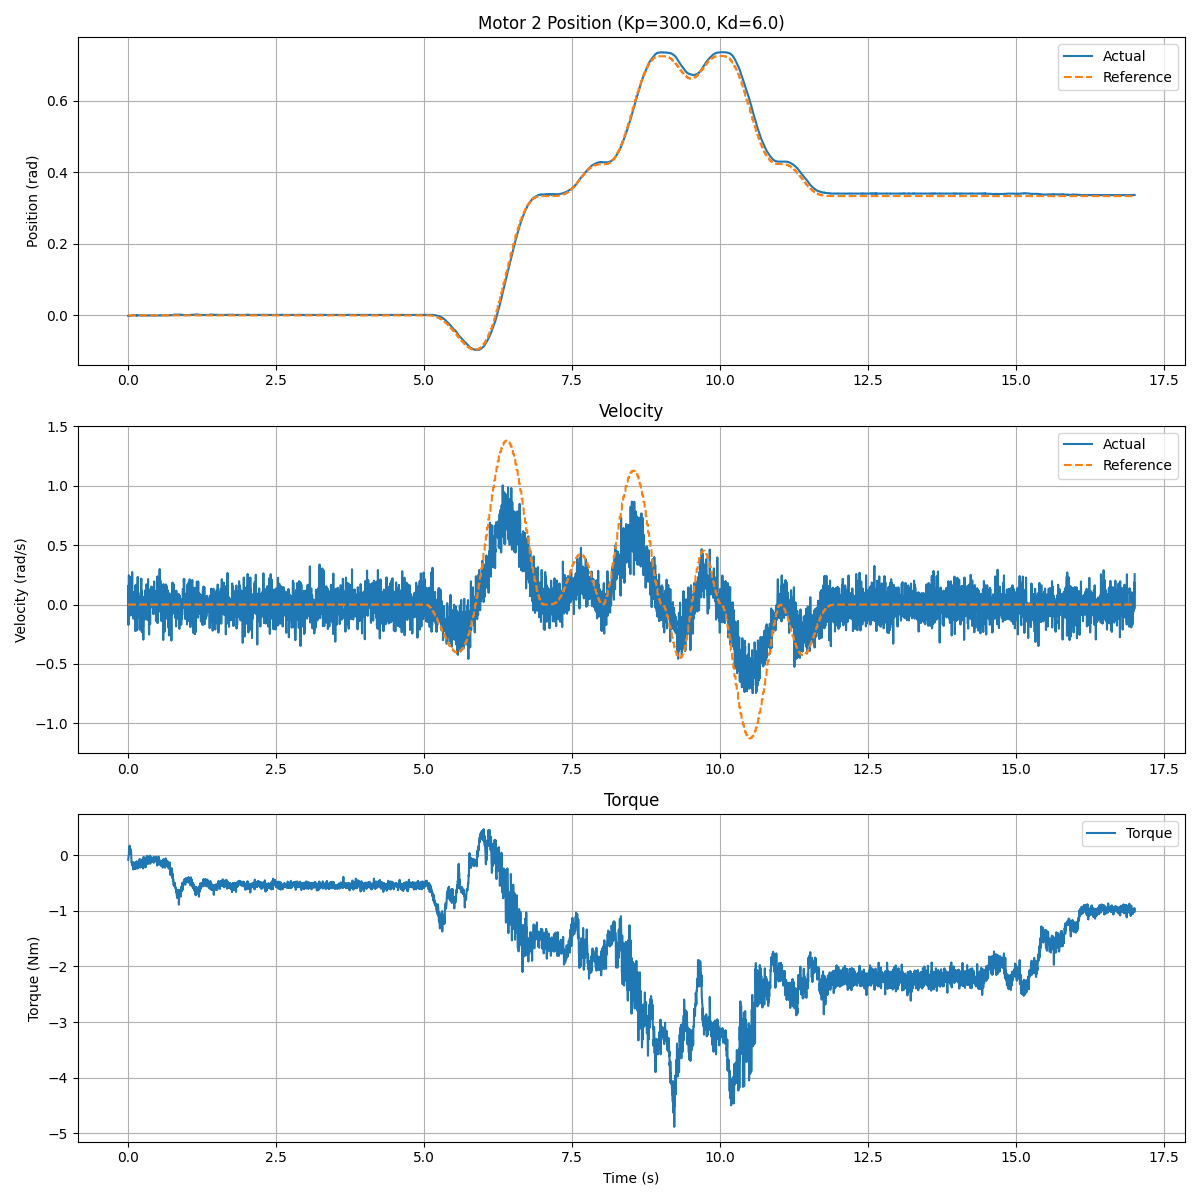 Motor 2 Position (Kp=300.0, Kd=6.0)
Actual
Reference
Position (rad)
0.6
0.4
0.2
0.0
0.0 2.5 5.0 7.5 10.0 12.5 15.0 17.5
Velocity
Actual
Reference
Velocity (rad/s)
1.5
1.0
0.5
0.0
−0.5
−1.0
0.0 2.5 5.0 7.5 10.0 12.5 15.0 17.5
Torque
Torque
Torque (Nm)
0
−1
−2
−3
−4
−5
0.0 2.5 5.0 7.5 10.0 12.5 15.0 17.5
Time (s)